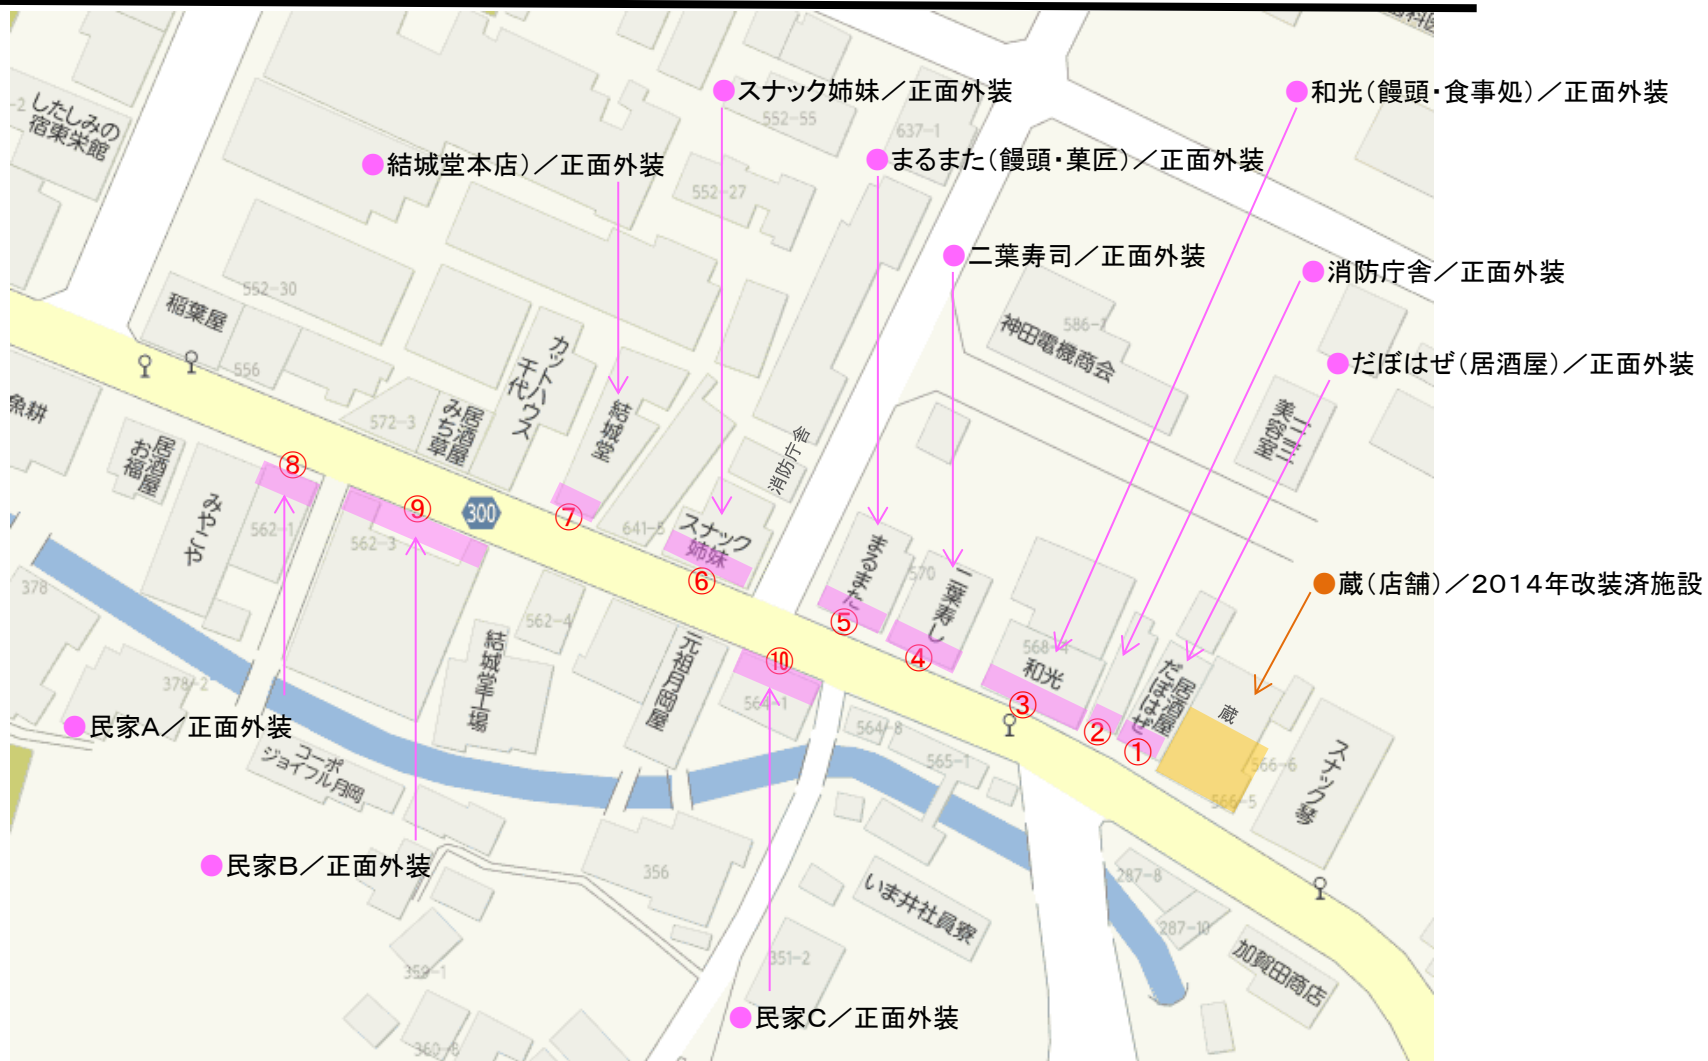 ●スナック姉妹／正面外装
●和光（饅頭・食事処）／正面外装
●結城堂本店）／正面外装
●まるまた（饅頭・菓匠）／正面外装
●二葉寿司／正面外装
●消防庁舎／正面外装
●だぼはぜ（居酒屋）／正面外装
●蔵（店舗）／2014年改装済施設
●民家A／正面外装
●民家B／正面外装
●民家C／正面外装
したしみの
宿東栄館
552-55
637-1
552-27
552-30
稲葉屋
556
572-3
居酒屋
みち草
カットハウス
千代
結城堂
消防庁舎
641-5
スナック
姉妹
神田電機商会
586-7
美容室
魚耕
居酒屋
お福
みやこや
562-1
562-3
300
562-4
結城堂工場
元祖月岡屋
564-1
564-8
565-1
まるまた
570
二葉寿し
568-4
和光
居酒屋
だぼはぜ
蔵
566-6
566-5
スナック琴
378
378-2
コーポ
ジョイフル月岡
356
359-1
360-8
351-2
いま井社員寮
287-8
287-10
加賀田商店
①
②
③
④
⑤
⑥
⑦
⑧
⑨
⑩